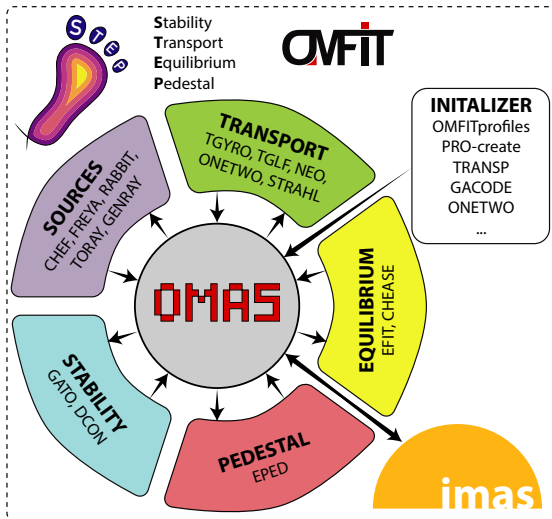 STEP
Stability
Transport
Equilibrium
Pedestal
OMFIT
INITALIZER
OMFITprofiles
PRO-create
TRANSP
GACODE
ONETWO
...
TRANSPORT
TGYRO, TGLF, NEO,
ONETWO, STRAHL
SOURCES
CHEF, FREYA, RABBIT,
TORAY, GENRAY
OMAS
EQUILIBRIUM
EFIT, CHEASE
STABILITY
GATO, DCON
PEDESTAL
EPED
imas